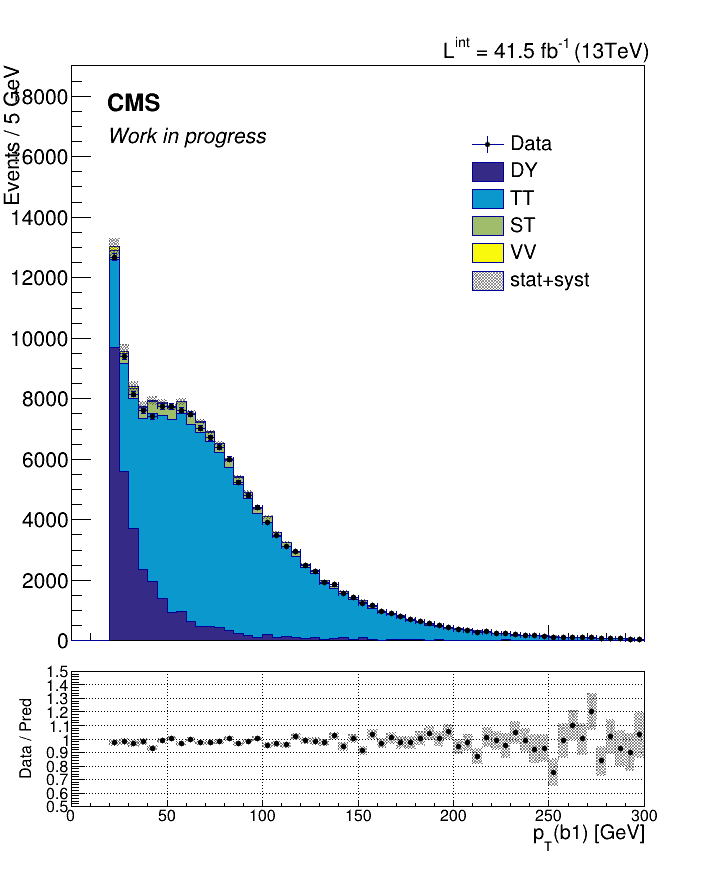 L^int = 41.5 fb^-1 (13TeV)
Events / 5 GeV
18000
16000
14000
12000
10000
8000
6000
4000
2000
0
CMS
Work in progress
Data
DY
TT
ST
VV
stat+syst
Data / Pred
1.5
1.4
1.3
1.2
1.1
1
0.9
0.8
0.7
0.6
0.5
0 50 100 150 200 250 300
p_T(b1) [GeV]